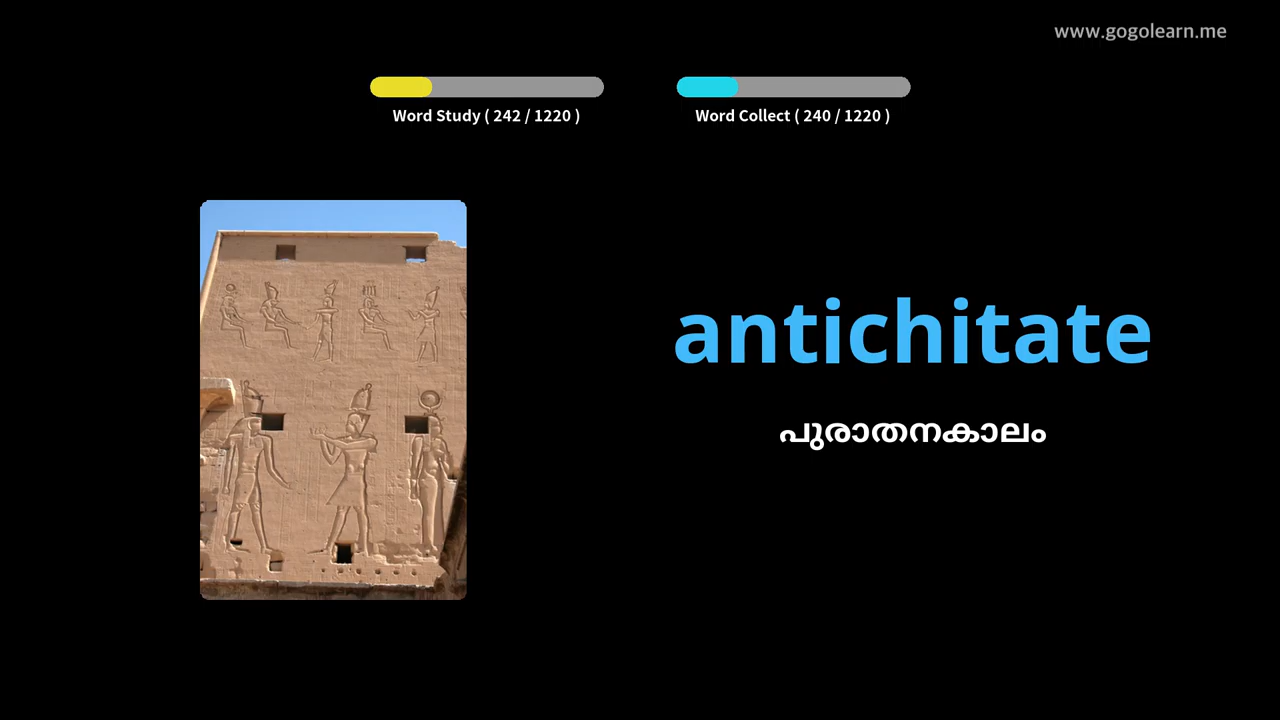 www.gogolearn.me
Word Study ( 242 / 1220 )
Word Collect ( 240 / 1220 )
antichitate
പുരാതനകാലം